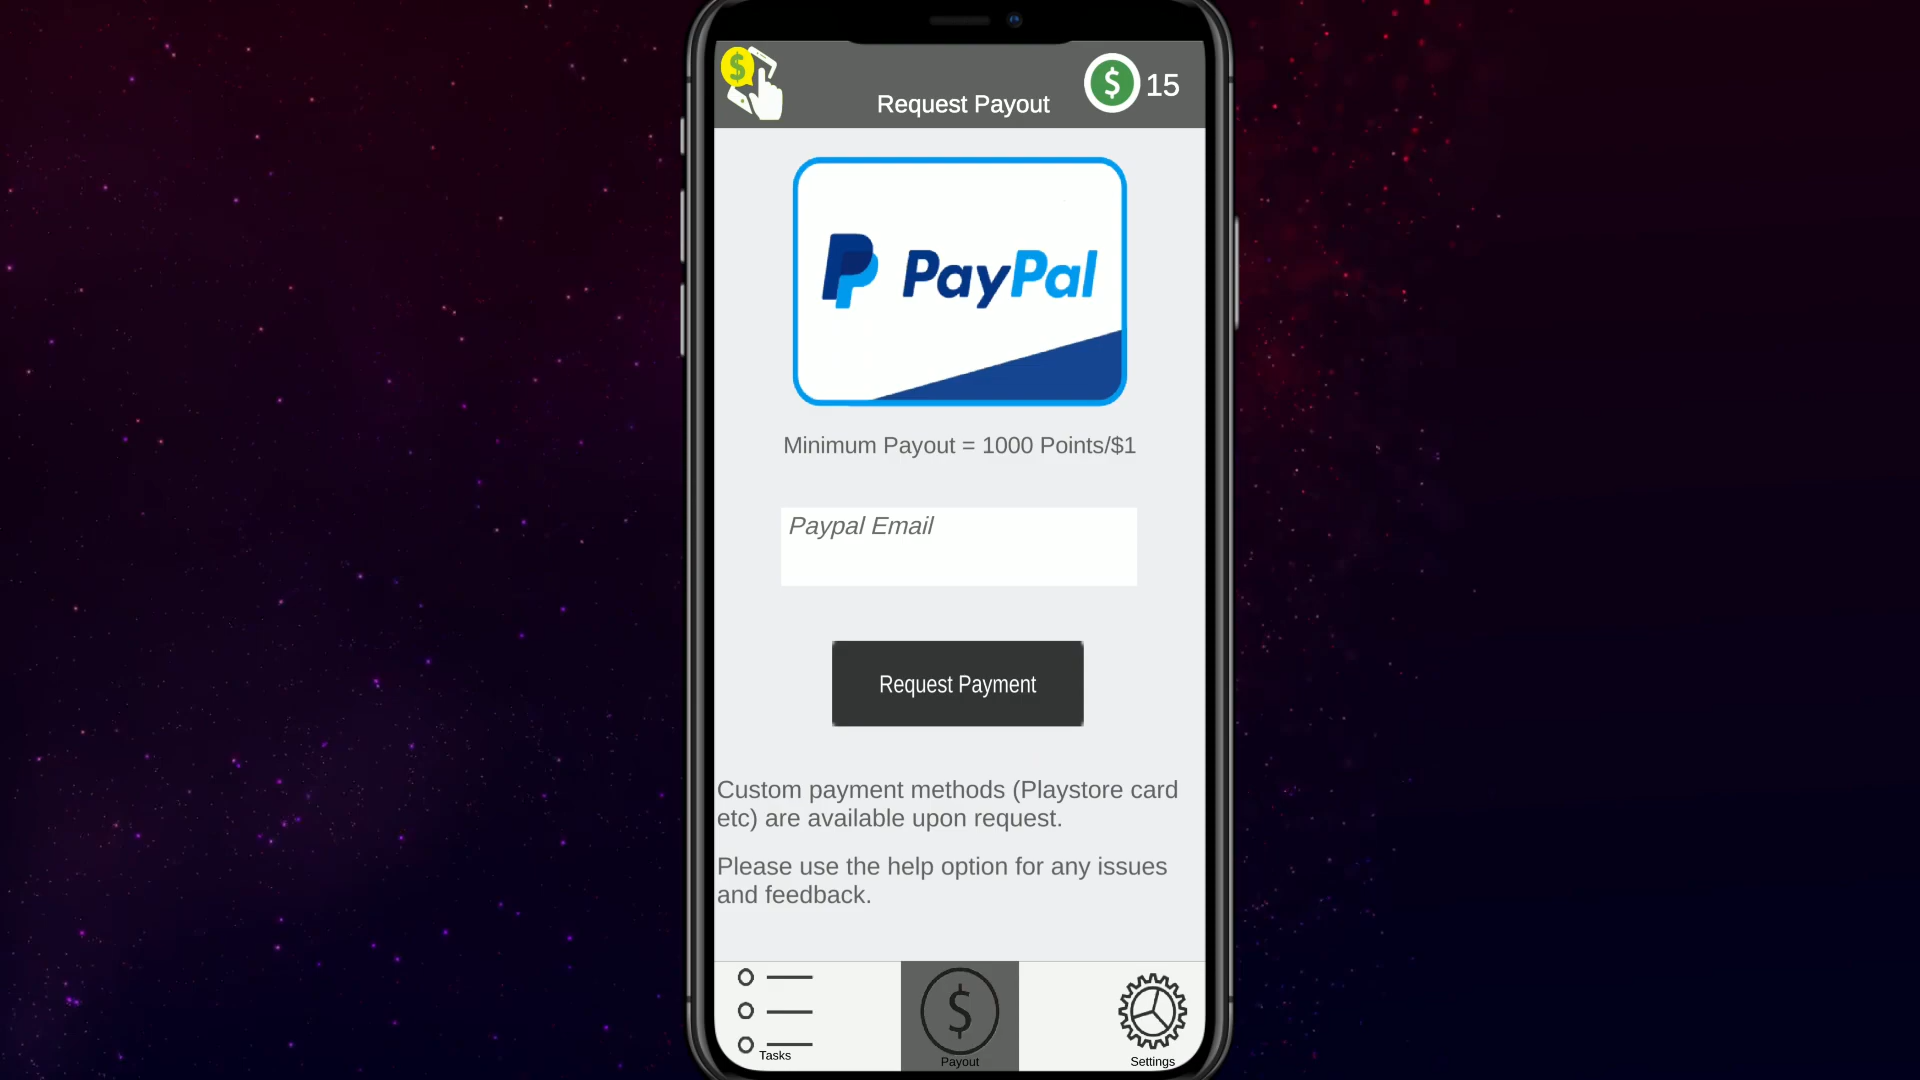 $
$ 15
Request Payout
PayPal
Minimum Payout = 1000 Points/$1
Paypal Email
Request Payment
Custom payment methods (Playstore card
etc) are available upon request.
Please use the help option for any issues
and feedback.
$
Tasks
Payout
Settings